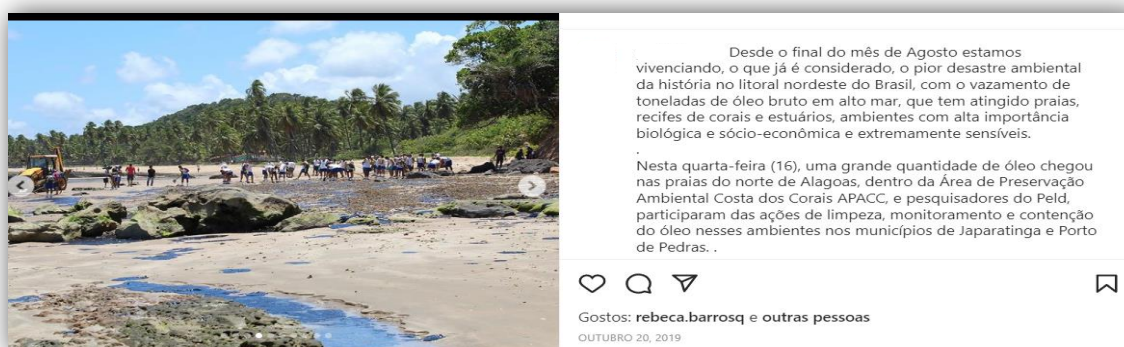 Desde o final do mês de Agosto estamos
vivenciando, o que já é considerado, o pior desastre ambiental
da história no litoral nordeste do Brasil, com o vazamento de
toneladas de óleo bruto em alto mar, que tem atingido praias,
recifes de corais e estuários, ambientes com alta importância
biológica e sócio-econômica e extremamente sensíveis.
.
Nesta quarta-feira (16), uma grande quantidade de óleo chegou
nas praias do norte de Alagoas, dentro da Área de Preservação
Ambiental Costa dos Corais APACC, e pesquisadores do Peld,
participaram das ações de limpeza, monitoramento e contenção
do óleo nesses ambientes nos municípios de Japaratinga e Porto
de Pedras. .
Gostos: rebeca.barrosq e outras pessoas
OUTUBRO 20, 2019